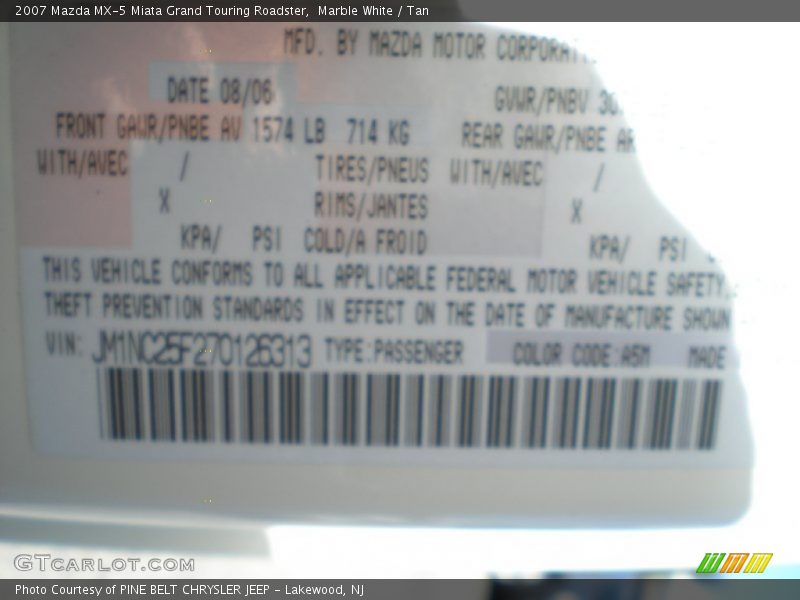 2007 Mazda MX-5 Miata Grand Touring Roadster, Marble White / Tan
MFD. BY MAZDA MOTOR
DATE 08/06 GVWR/PNBV
FRONT GAWR/PNBE AV 1574 LB 714 KG REAR GAWR/PNBE
WITH/AVEC / TIRES/PNEUS WITH/AVEC /
X RIMS/JANTES X
KPA/ PSI COLD/A FROID KPA/ PSI
THIS VEHICLE CONFORMS TO ALL APPLICABLE FEDERAL MOTOR VEHICLE SAFETY
THEFT PREVENTION STANDARDS IN EFFECT ON THE DATE OF MANUFACTURE SHOWN
VIN: JM1NC25F270126313 TYPE:PASSENGER COLOR CODE:A5M MADE
GTCARLOT.COM
Photo Courtesy of PINE BELT CHRYSLER JEEP - Lakewood, NJ